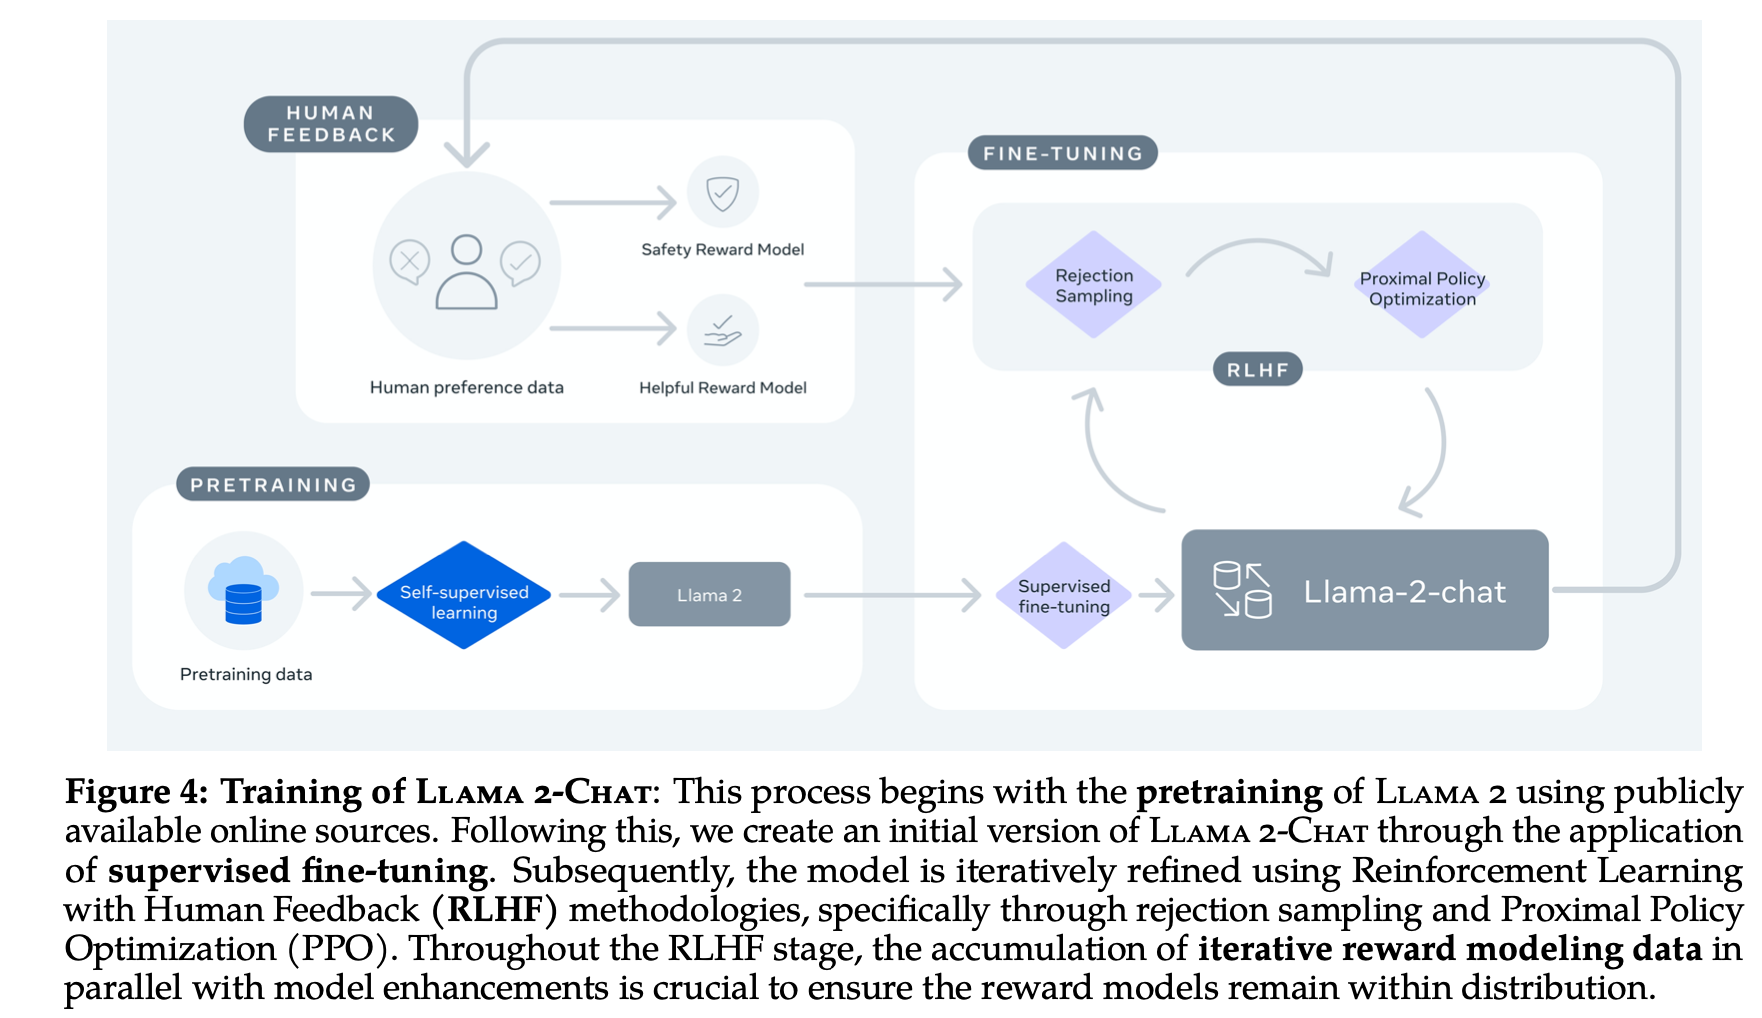 HUMAN
FEEDBACK
Safety Reward Model
Human preference data
Helpful Reward Model
FINE-TUNING
Rejection
Sampling
Proximal Policy
Optimization
RLHF
PRETRAINING
Pretraining data
Self-supervised
learning
Llama 2
Supervised
fine-tuning
Llama-2-chat
Figure 4: Training of LLAMA 2-CHAT: This process begins with the pretraining of LLAMA 2 using publicly
available online sources. Following this, we create an initial version of LLAMA 2-CHAT through the application
of supervised fine-tuning. Subsequently, the model is iteratively refined using Reinforcement Learning
with Human Feedback (RLHF) methodologies, specifically through rejection sampling and Proximal Policy
Optimization (PPO). Throughout the RLHF stage, the accumulation of iterative reward modeling data in
parallel with model enhancements is crucial to ensure the reward models remain within distribution.